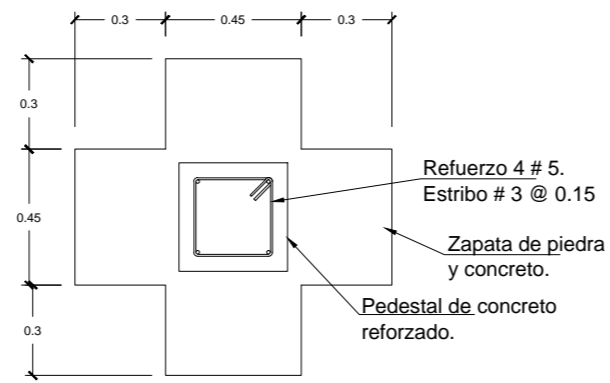 0.3
0.45
0.3
0.3
0.45
0.3
Refuerzo 4 # 5.
Estribo # 3 @ 0.15
Zapata de piedra
y concreto.
Pedestal de concreto
reforzado.